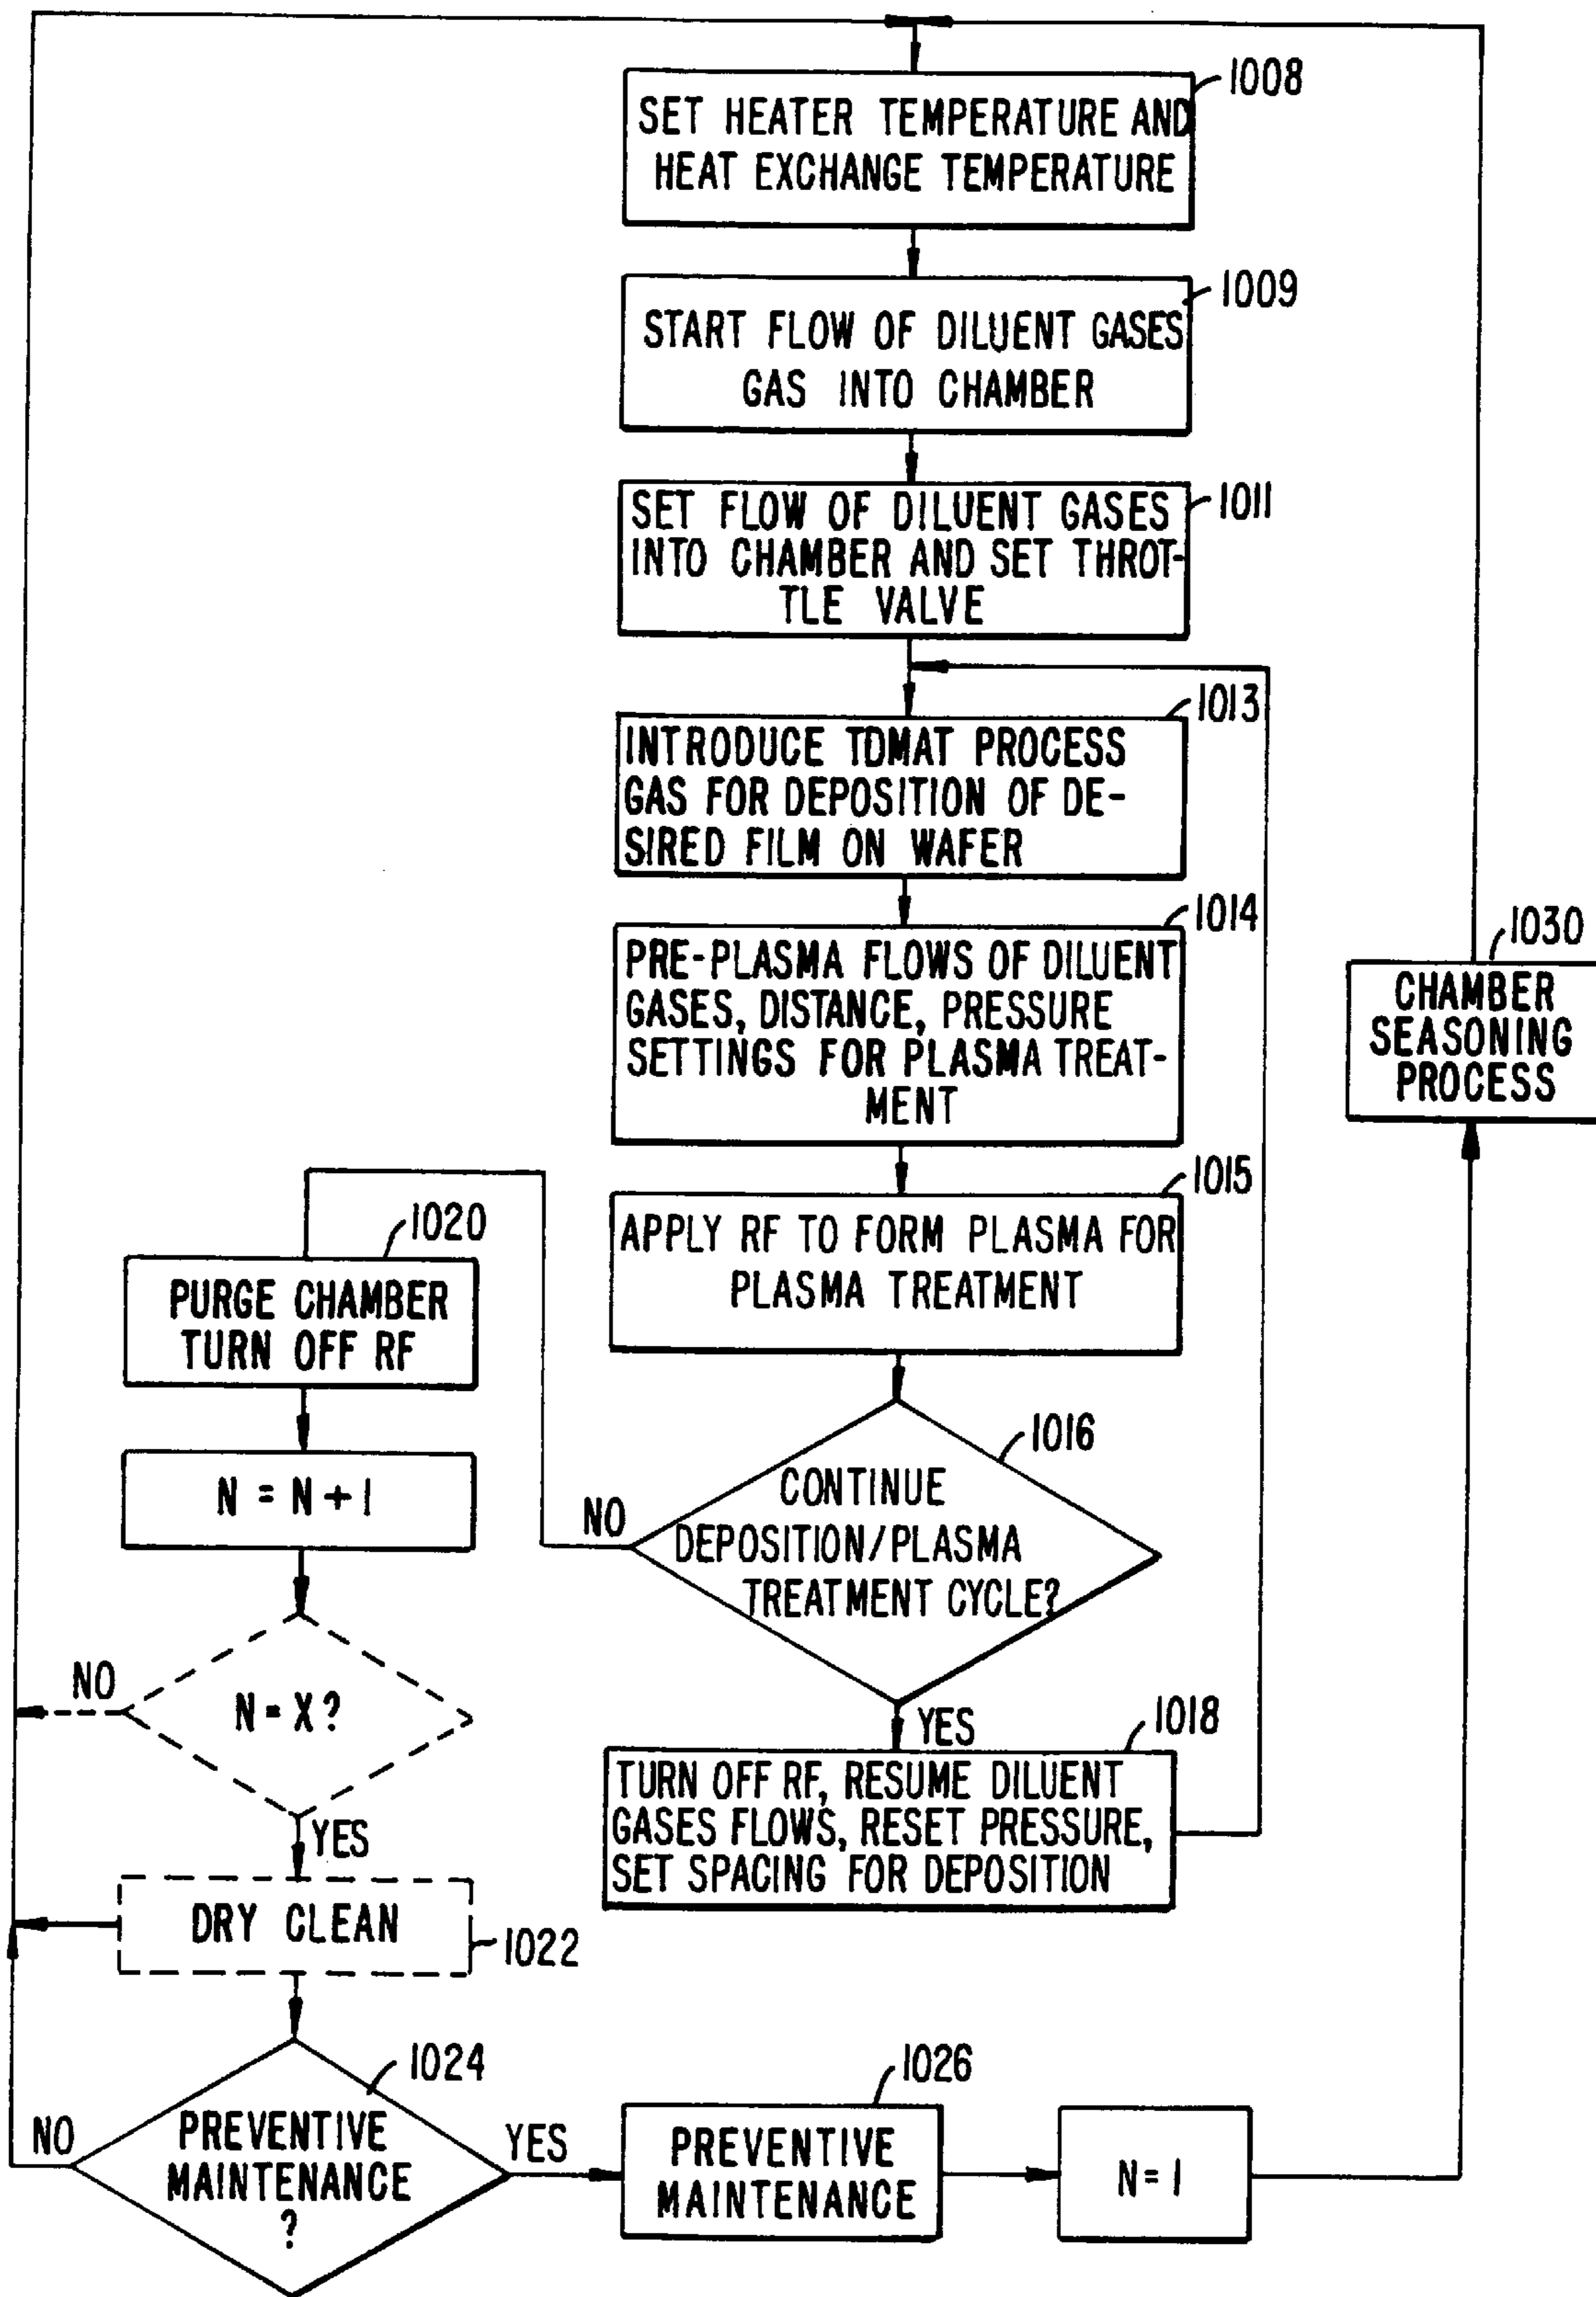 1008
SET HEATER TEMPERATURE AND
HEAT EXCHANGE TEMPERATURE
1009
START FLOW OF DILUENT GASES
GAS INTO CHAMBER
1011
SET FLOW OF DILUENT GASES
INTO CHAMBER AND SET THROT-
TLE VALVE
1013
INTRODUCE TDMAT PROCESS
GAS FOR DEPOSITION OF DE-
SIRED FILM ON WAFER
1014
PRE-PLASMA FLOWS OF DILUENT
GASES, DISTANCE, PRESSURE
SETTINGS FOR PLASMA TREAT-
MENT
1030
CHAMBER
SEASONING
PROCESS
1015
APPLY RF TO FORM PLASMA FOR
PLASMA TREATMENT
1016
CONTINUE
DEPOSITION/PLASMA
TREATMENT CYCLE?
NO
YES
1018
TURN OFF RF, RESUME DILUENT
GASES FLOWS, RESET PRESSURE,
SET SPACING FOR DEPOSITION
1020
PURGE CHAMBER
TURN OFF RF
N = N + 1
N = X?
NO
YES
DRY CLEAN
1022
1024
PREVENTIVE
MAINTENANCE
?
NO
YES
1026
PREVENTIVE
MAINTENANCE
N = 1